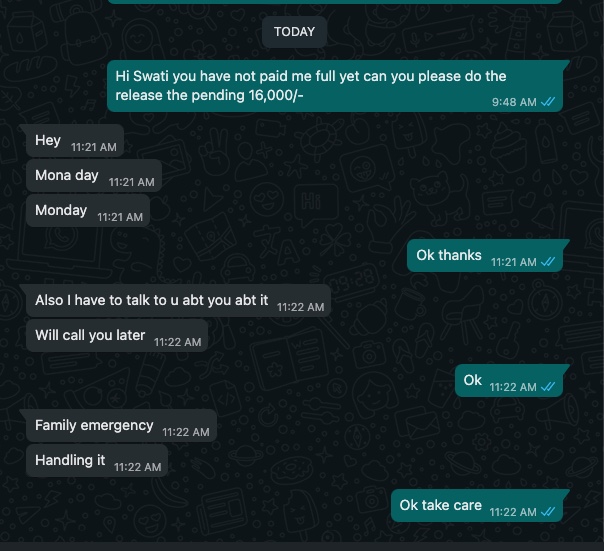 TODAY
Hi Swati you have not paid me full yet can you please do the
release the pending 16,000/-
9:48 AM
Hey 11:21 AM
Mona day 11:21 AM
Monday 11:21 AM
Ok thanks 11:21 AM
Also I have to talk to u abt you abt it 11:22 AM
Will call you later 11:22 AM
Ok 11:22 AM
Family emergency 11:22 AM
Handling it 11:22 AM
Ok take care 11:22 AM